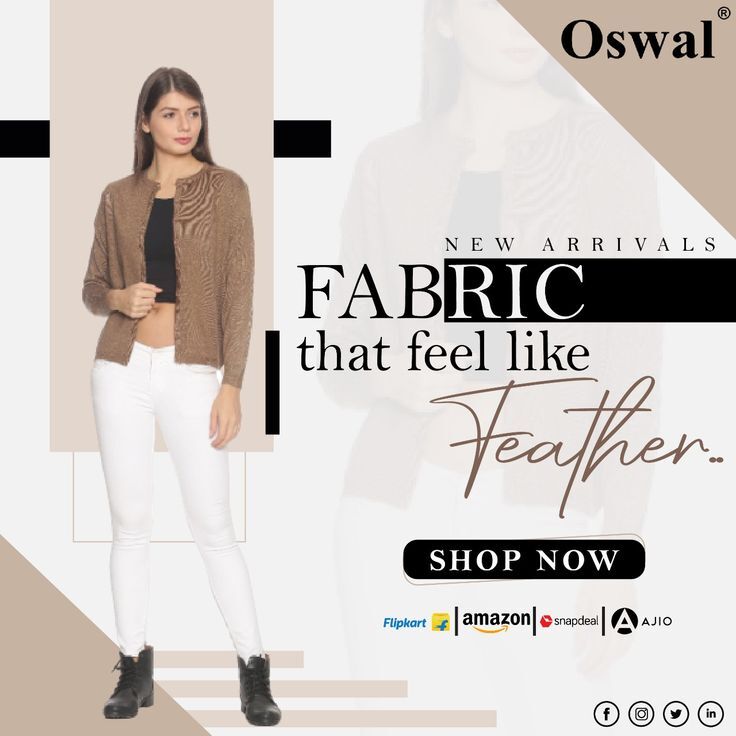 Oswal®
NEW ARRIVALS
FABRIC
that feel like
Feather..
SHOP NOW
Flipkart | amazon | snapdeal | AJIO